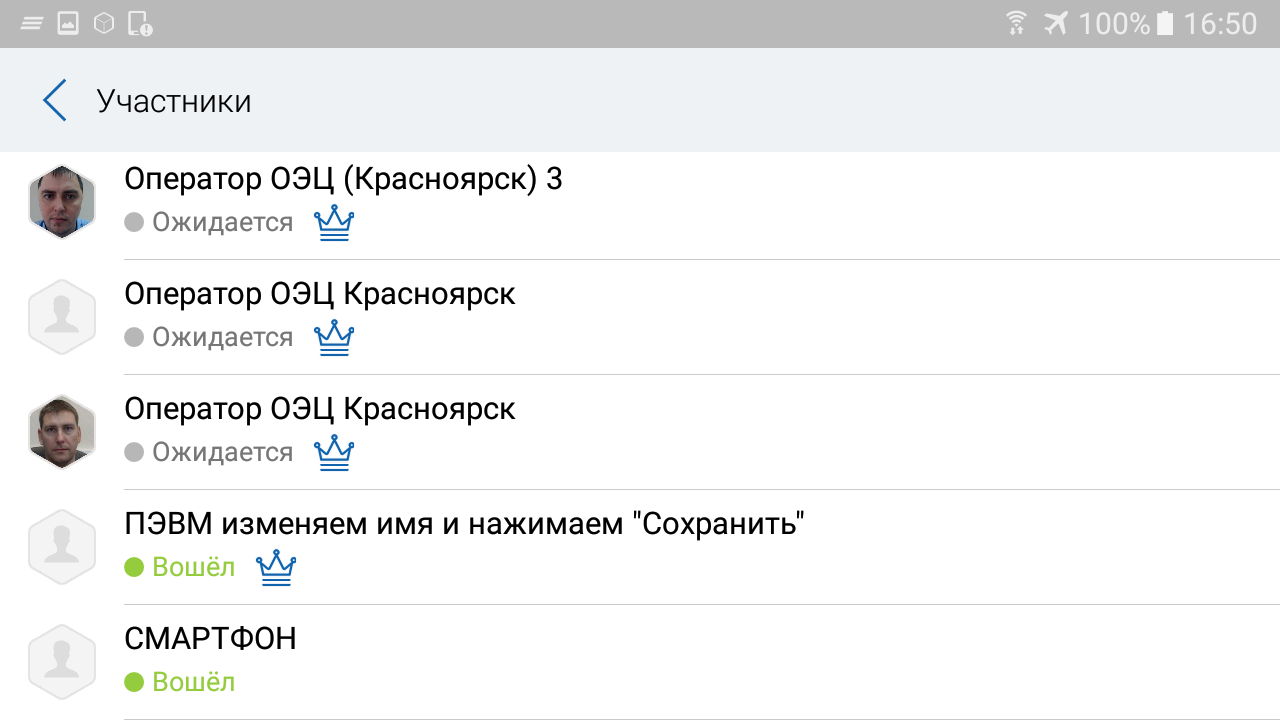 100% 16:50
Участники
Оператор ОЭЦ (Красноярск) 3
Ожидается
Оператор ОЭЦ Красноярск
Ожидается
Оператор ОЭЦ Красноярск
Ожидается
ПЭВМ изменяем имя и нажимаем "Сохранить"
Вошёл
СМАРТФОН
Вошёл